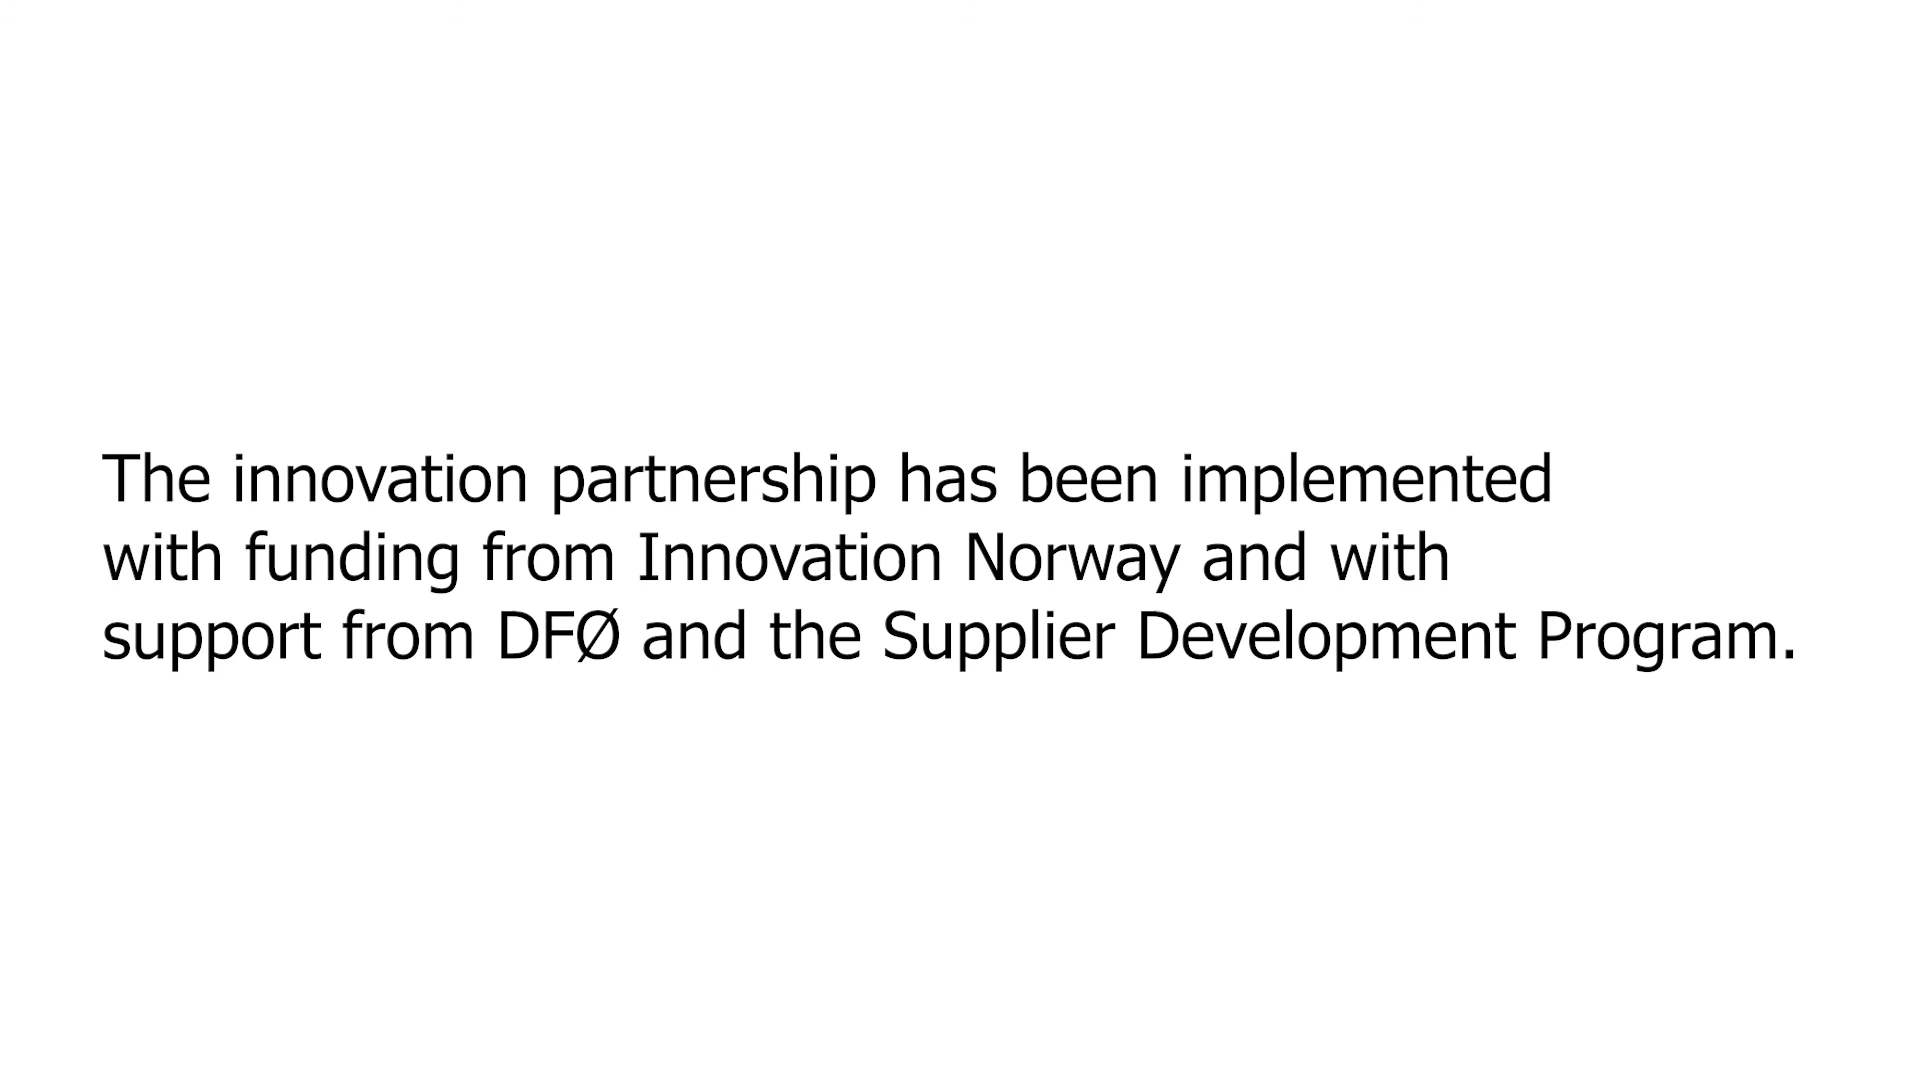 The innovation partnership has been implemented
with funding from Innovation Norway and with
support from DFØ and the Supplier Development Program.